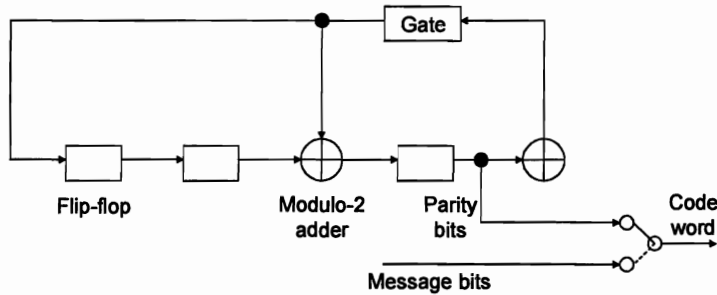 Gate
Flip-flop
Modulo-2
adder
Parity
bits
Code
word
Message bits